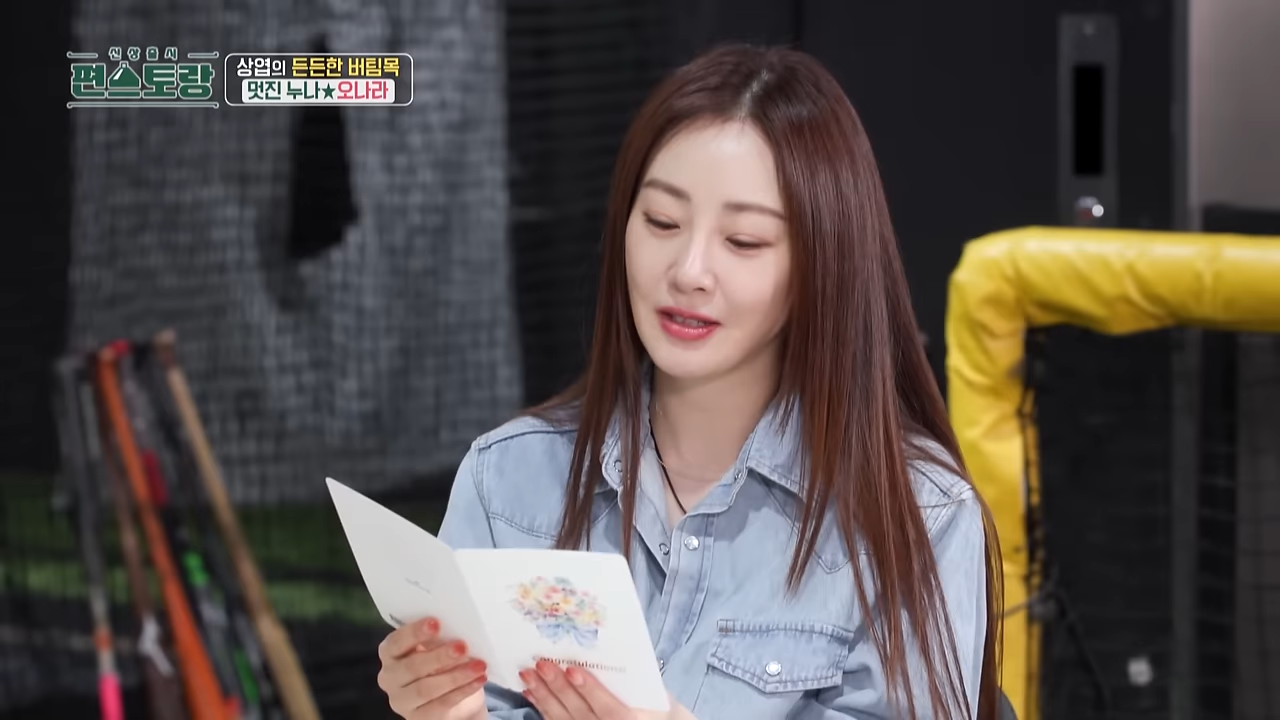 신상출시
편스토랑
상엽의 든든한 버팀목
멋진 누나★오나라
Congratulations